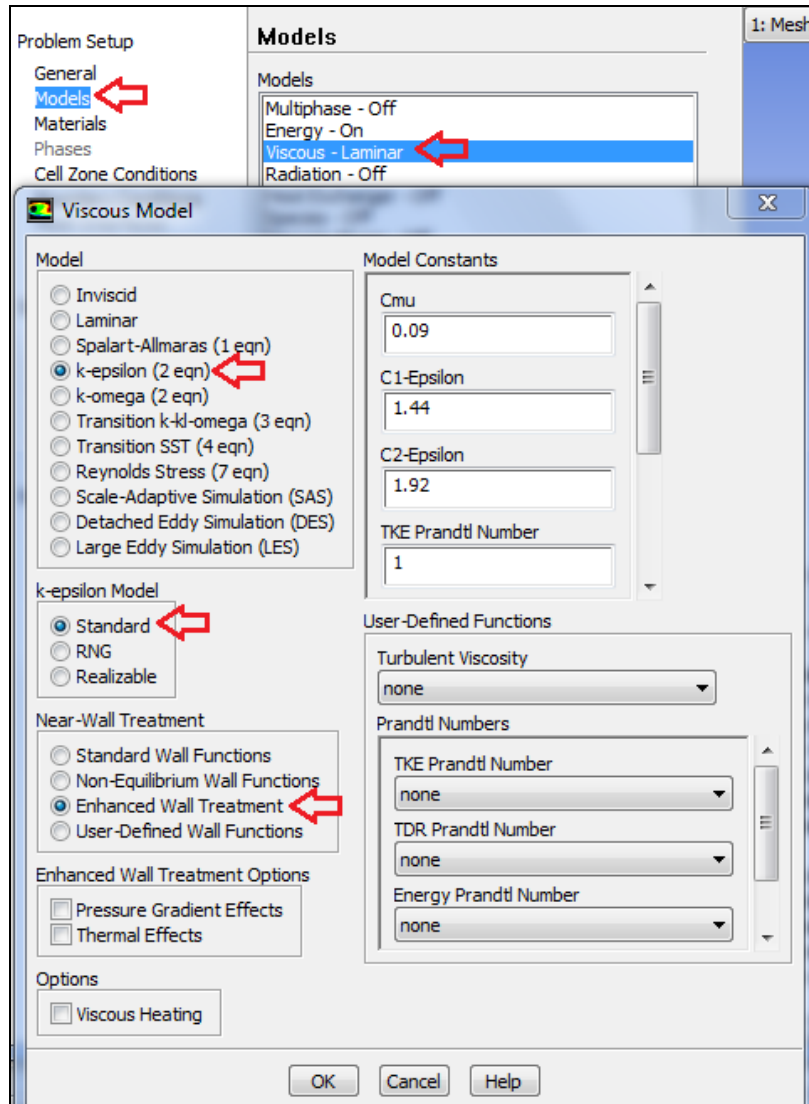 Problem Setup
General
Models
Materials
Phases
Cell Zone Conditions
Models
Models
Multiphase - Off
Energy - On
Viscous - Laminar
Radiation - Off
1: Mesh
Viscous Model
Model
Inviscid
Laminar
Spalart-Allmaras (1 eqn)
k-epsilon (2 eqn)
k-omega (2 eqn)
Transition k-kl-omega (3 eqn)
Transition SST (4 eqn)
Reynolds Stress (7 eqn)
Scale-Adaptive Simulation (SAS)
Detached Eddy Simulation (DES)
Large Eddy Simulation (LES)
k-epsilon Model
Standard
RNG
Realizable
Near-Wall Treatment
Standard Wall Functions
Non-Equilibrium Wall Functions
Enhanced Wall Treatment
User-Defined Wall Functions
Enhanced Wall Treatment Options
Pressure Gradient Effects
Thermal Effects
Options
Viscous Heating
Model Constants
Cmu
0.09
C1-Epsilon
1.44
C2-Epsilon
1.92
TKE Prandtl Number
1
User-Defined Functions
Turbulent Viscosity
none
Prandtl Numbers
TKE Prandtl Number
none
TDR Prandtl Number
none
Energy Prandtl Number
none
OK Cancel Help